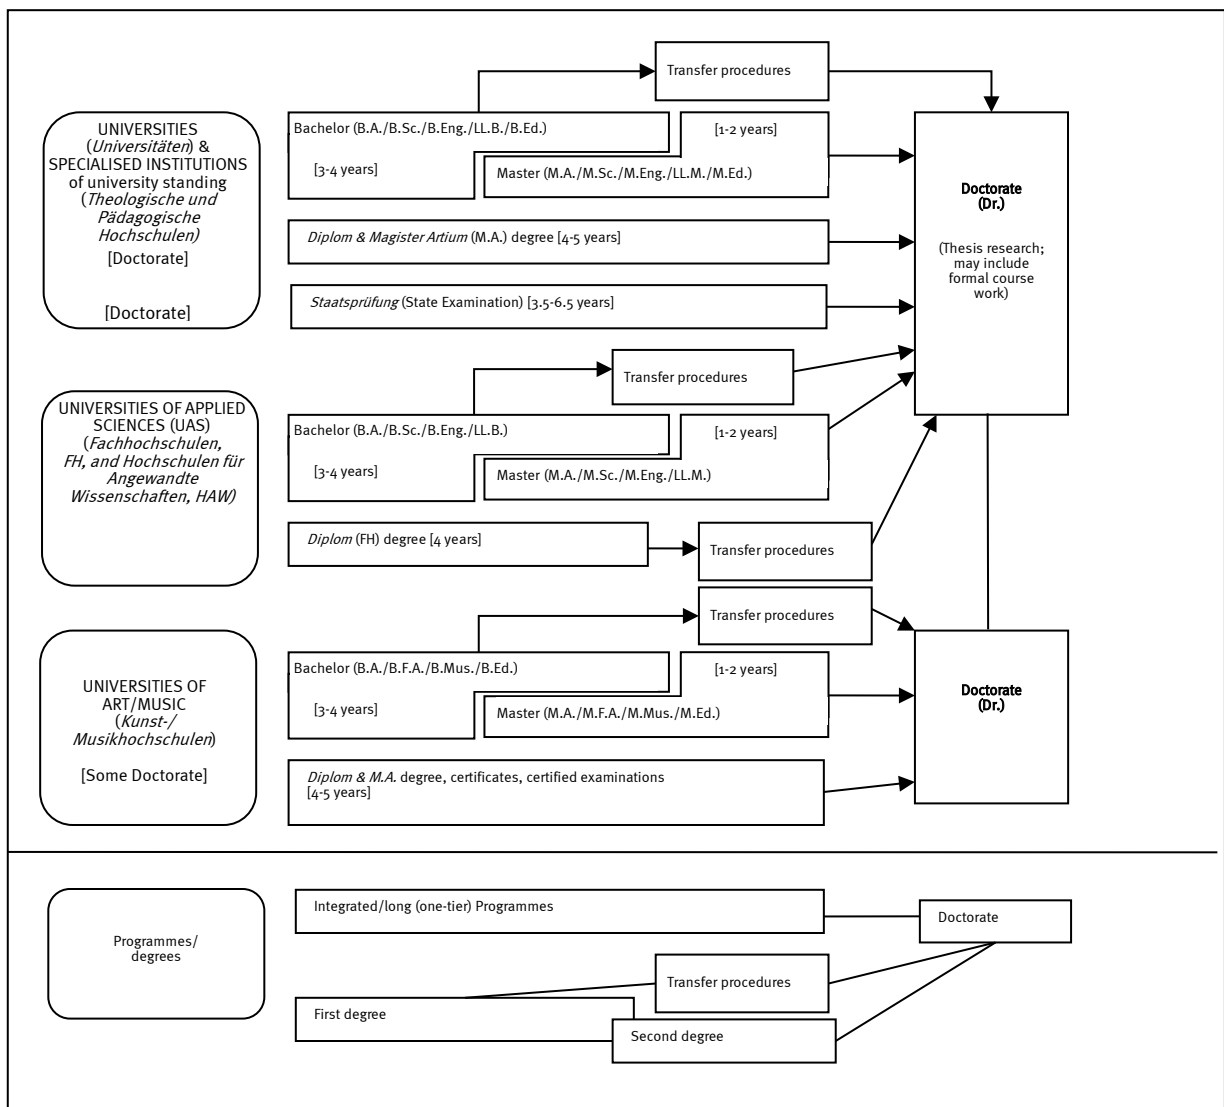 Transfer procedures
UNIVERSITIES
(Universitäten) &
SPECIALISED INSTITUTIONS
of university standing
(Theologische und
Pädagogische
Hochschulen)
[Doctorate]
[Doctorate]
Bachelor (B.A./B.Sc./B.Eng./LL.B./B.Ed.)
[1-2 years]
[3-4 years]
Master (M.A./M.Sc./M.Eng./LL.M./M.Ed.)
Diplom & Magister Artium (M.A.) degree [4-5 years]
Staatsprüfung (State Examination) [3.5-6.5 years]
Doctorate
(Dr.)
(Thesis research;
may include
formal course
work)
Transfer procedures
UNIVERSITIES OF APPLIED
SCIENCES (UAS)
(Fachhochschulen,
FH, and Hochschulen für
Angewandte
Wissenschaften, HAW)
Bachelor (B.A./B.Sc./B.Eng./LL.B.)
[1-2 years]
[3-4 years]
Master (M.A./M.Sc./M.Eng./LL.M.)
Diplom (FH) degree [4 years]
Transfer procedures
Transfer procedures
UNIVERSITIES OF
ART/MUSIC
(Kunst-/
Musikhochschulen)
[Some Doctorate]
Bachelor (B.A./B.F.A./B.Mus./B.Ed.)
[1-2 years]
[3-4 years]
Master (M.A./M.F.A./M.Mus./M.Ed.)
Diplom & M.A. degree, certificates, certified examinations
[4-5 years]
Doctorate
(Dr.)
Programmes/
degrees
Integrated/long (one-tier) Programmes
Doctorate
Transfer procedures
First degree
Second degree